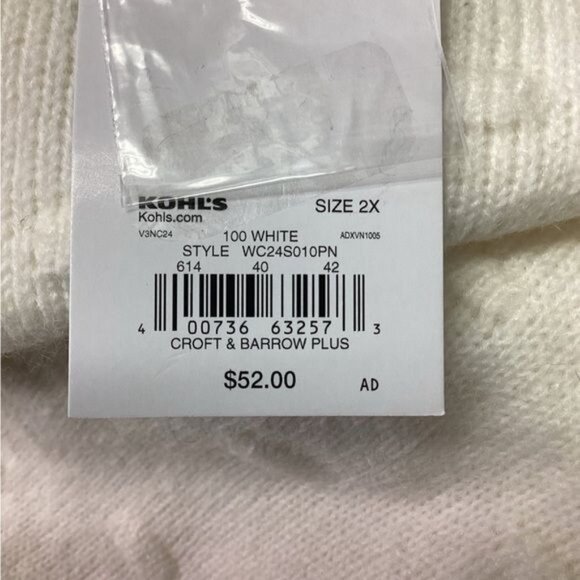 KOHL'S
Kohls.com
SIZE 2X
V3NC24
100 WHITE
ADXVN1005
STYLE WC24S010PN
614 40 42
4 00736 63257 3
CROFT & BARROW PLUS
$52.00
AD